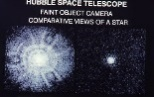 HUBBLE SPACE TELESCOPE
FAINT OBJECT CAMERA
COMPARATIVE VIEWS OF A STAR